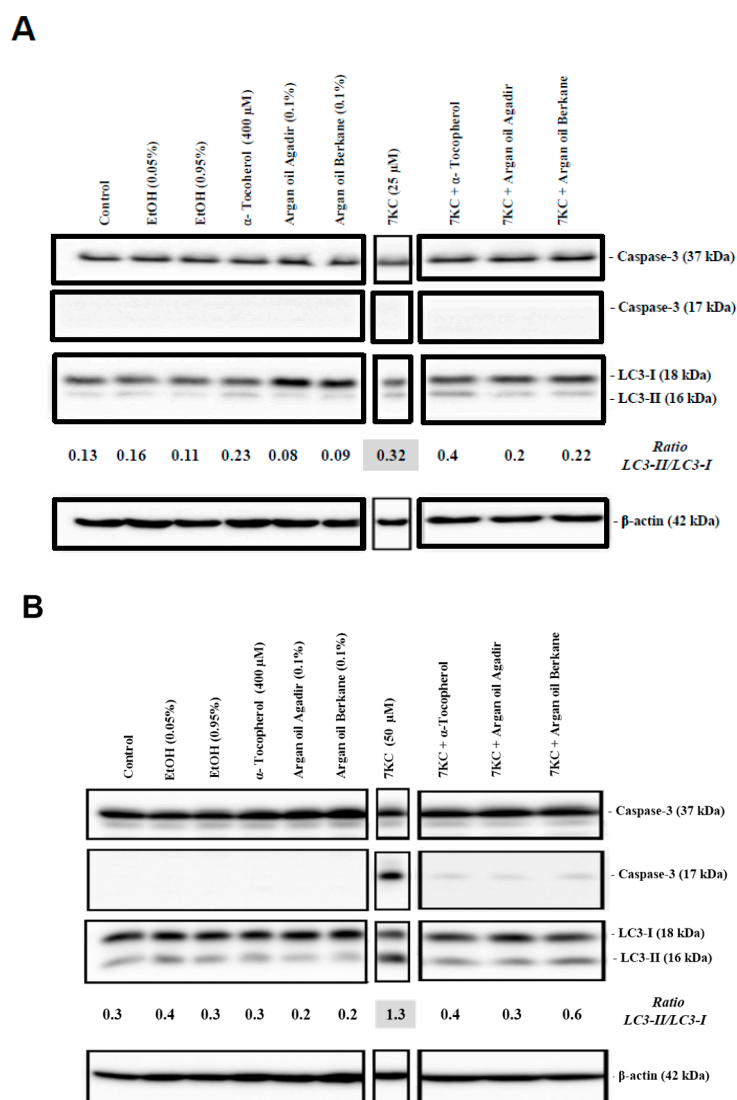 A
Control
EtOH (0.05%)
EtOH (0.95%)
α- Tocoherol (400 µM)
Argan oil Agadir (0.1%)
Argan oil Berkane (0.1%)
7KC (25 µM)
7KC + α- Tocopherol
7KC + Argan oil Agadir
7KC + Argan oil Berkane
- Caspase-3 (37 kDa)
- Caspase-3 (17 kDa)
- LC3-I (18 kDa)
- LC3-II (16 kDa)
0.13 0.16 0.11 0.23 0.08 0.09 0.32 0.4 0.2 0.22 Ratio
LC3-II/LC3-I
- β-actin (42 kDa)
B
Control
EtOH (0.05%)
EtOH (0.95%)
α- Tocopherol (400 µM)
Argan oil Agadir (0.1%)
Argan oil Berkane (0.1%)
7KC (50 µM)
7KC + α-Tocopherol
7KC + Argan oil Agadir
7KC + Argan oil Berkane
- Caspase-3 (37 kDa)
- Caspase-3 (17 kDa)
- LC3-I (18 kDa)
- LC3-II (16 kDa)
0.3 0.4 0.3 0.3 0.2 0.2 1.3 0.4 0.3 0.6 Ratio
LC3-II/LC3-I
- β-actin (42 kDa)